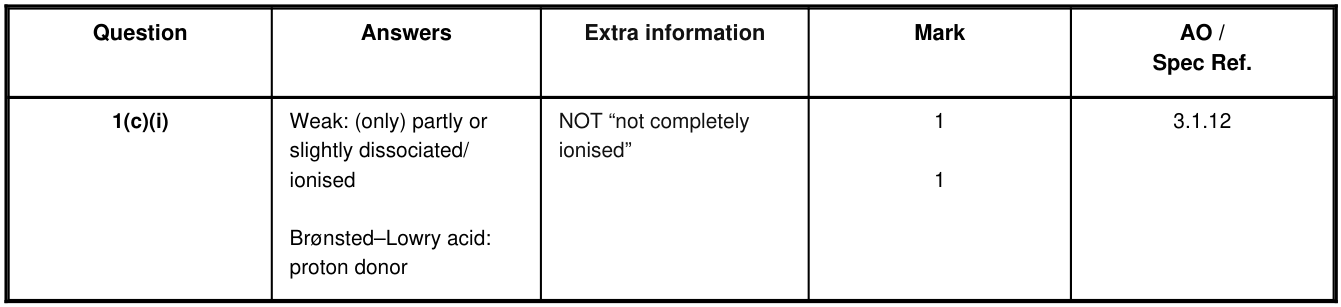 Question Answers Extra information Mark AO /
Spec Ref.
1(c)(i) Weak: (only) partly or NOT “not completely 1 3.1.12
slightly dissociated/ ionised”
ionised 1
Brønsted–Lowry acid:
proton donor